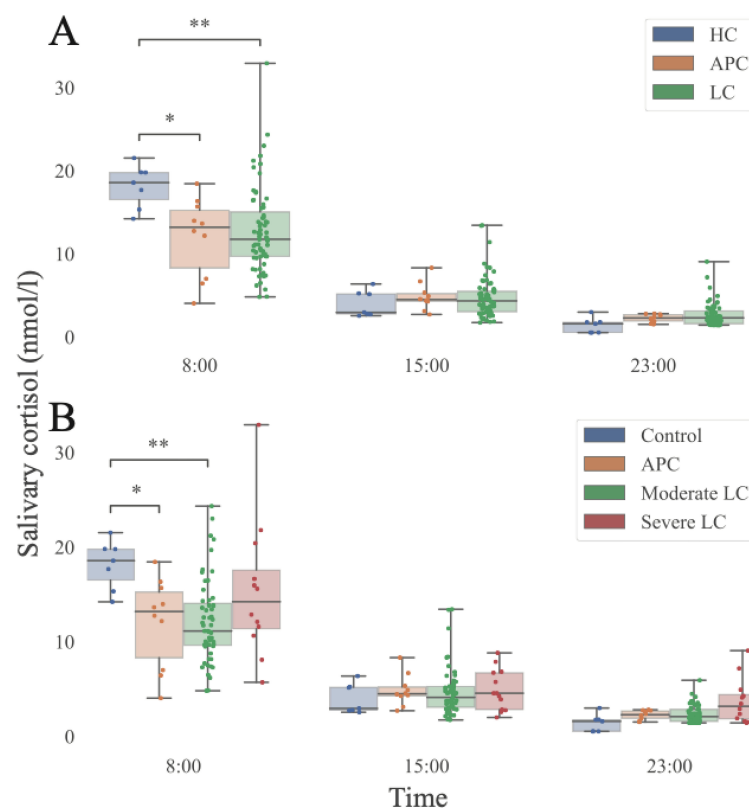 A
**
*
HC
APC
LC
30
20
10
0
8:00
15:00
23:00
Salivary cortisol (nmol/l)
B
**
*
Control
APC
Moderate LC
Severe LC
30
20
10
0
8:00
15:00
23:00
Time